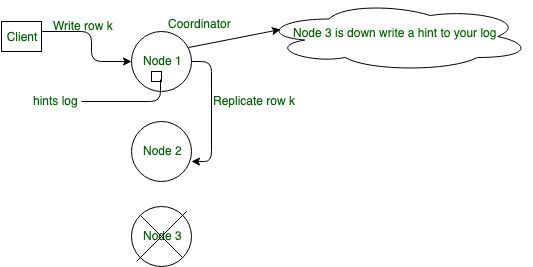 Coordinator
Write row k
Client
Node 3 is down write a hint to your log
Node 1
hints log
Replicate row k
Node 2
Node 3